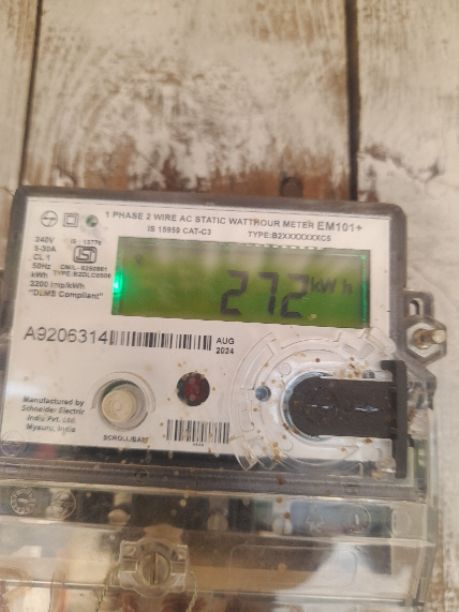 1 PHASE 2 WIRE AC STATIC WATTHOUR METER EM101+
IS 15959 CAT-C3 TYPE:B2XXXXXXXC5
240V
5-30A
CL 1
50Hz
kWh
3200 imp/kWh
"DLMS Compliant"
IS 13779
272 kWh
A9206314
AUG
2024
Manufactured by
Schneider Electric
India Pvt. Ltd.
Mysuru, India